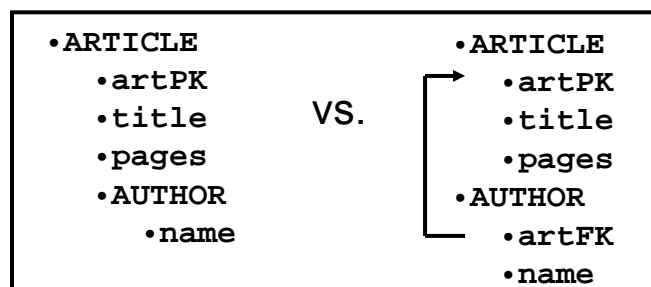 •ARTICLE
•artPK
•title
•pages
•AUTHOR
•name
vs.
•ARTICLE
•artPK
•title
•pages
•AUTHOR
•artFK
•name